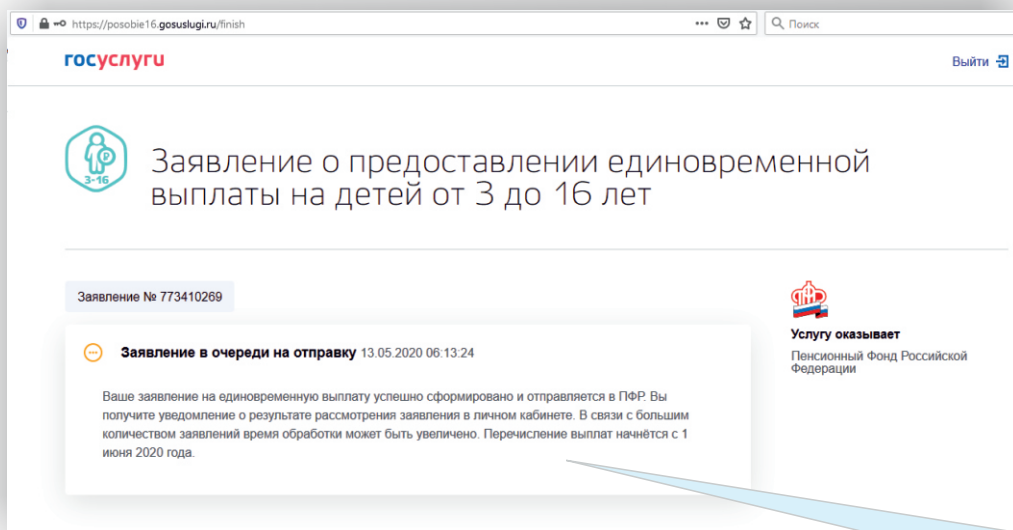 https://posobie16.gosuslugi.ru/finish
Поиск
госуслуги
Выйти
3-16
Заявление о предоставлении единовременной
выплаты на детей от 3 до 16 лет
Заявление № 773410269
Заявление в очереди на отправку 13.05.2020 06:13:24
Ваше заявление на единовременную выплату успешно сформировано и отправляется в ПФР. Вы
получите уведомление о результате рассмотрения заявления в личном кабинете. В связи с большим
количеством заявлений время обработки может быть увеличено. Перечисление выплат начнётся с 1
июня 2020 года.
Услугу оказывает
Пенсионный Фонд Российской
Федерации